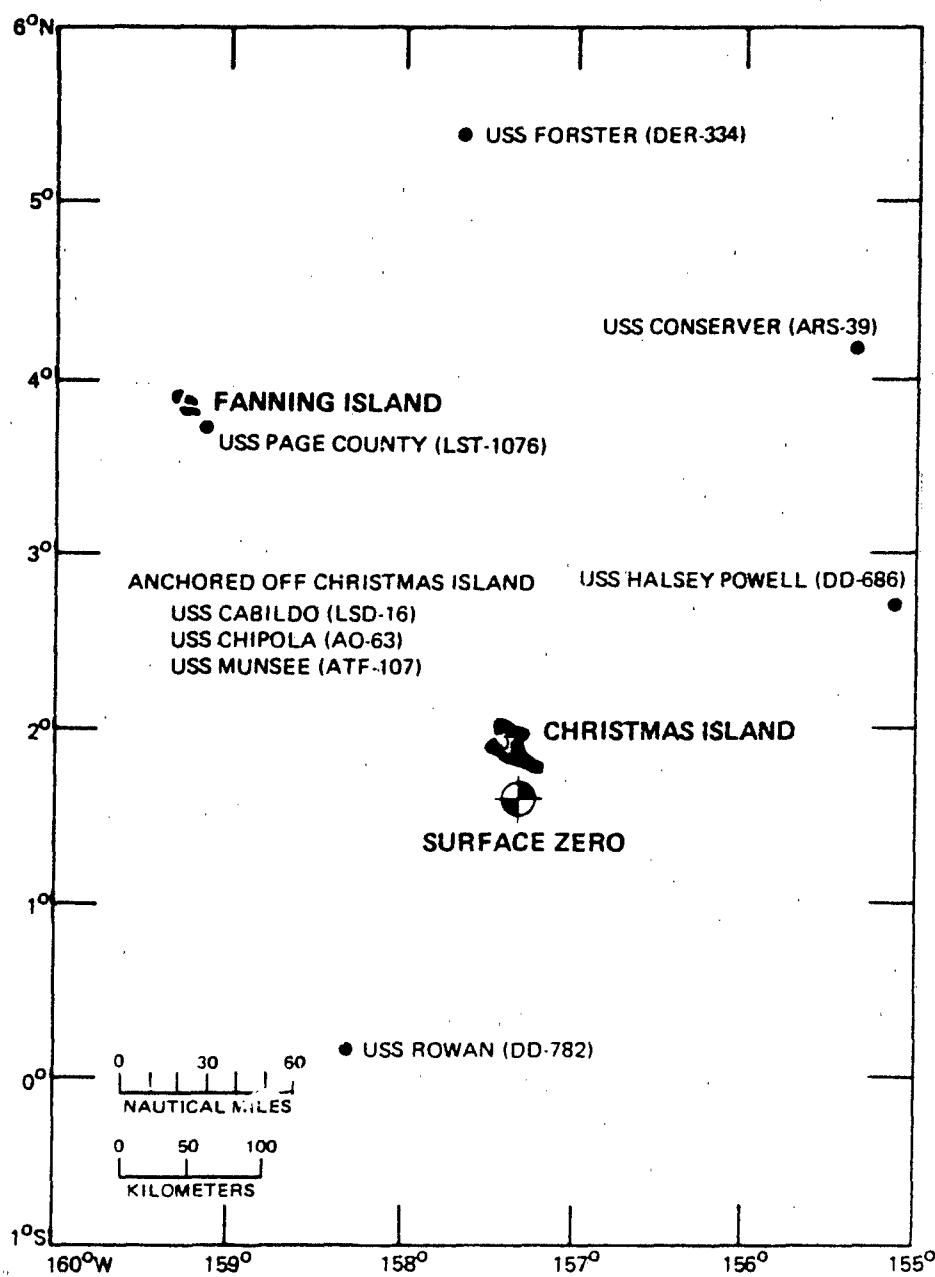 6°N
USS FORSTER (DER-334)
5°
USS CONSERVER (ARS-39)
4°
FANNING ISLAND
USS PAGE COUNTY (LST-1076)
3°
ANCHORED OFF CHRISTMAS ISLAND
USS HALSEY POWELL (DD-686)
USS CABILDO (LSD-16)
USS CHIPOLA (AO-63)
USS MUNSEE (ATF-107)
2°
CHRISTMAS ISLAND
SURFACE ZERO
1°
USS ROWAN (DD-782)
0 30 60
0°
NAUTICAL MILES
0 50 100
KILOMETERS
1°S
160°W 159° 158° 157° 156° 155°